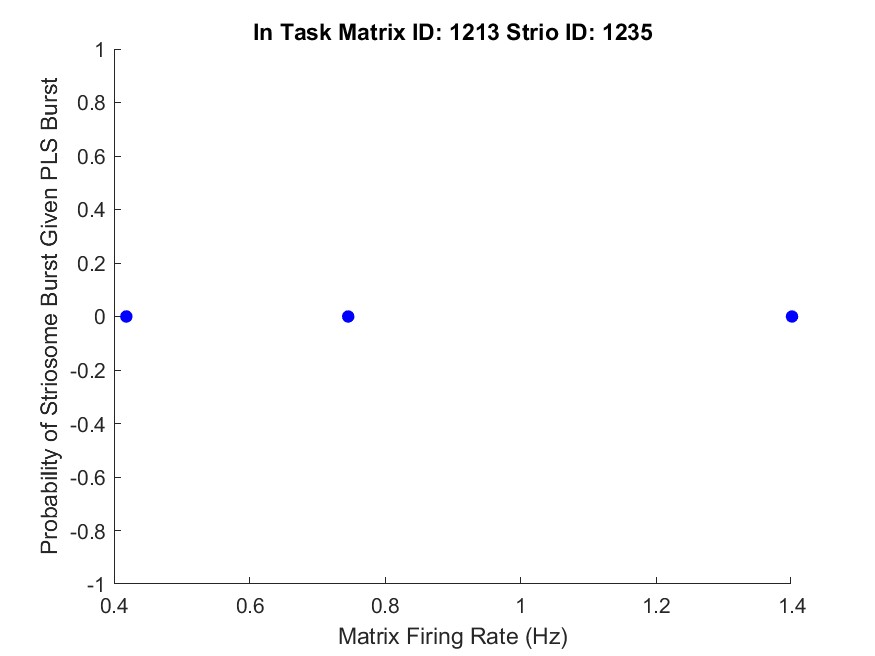 In Task Matrix ID: 1213 Strio ID: 1235
Probability of Striosome Burst Given PLS Burst
1
0.8
0.6
0.4
0.2
0
-0.2
-0.4
-0.6
-0.8
-1
0.4 0.6 0.8 1 1.2 1.4
Matrix Firing Rate (Hz)